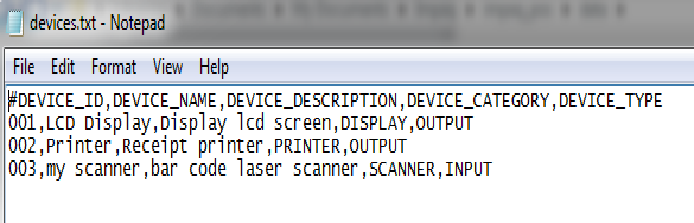 devices.txt - Notepad
File Edit Format View Help
#DEVICE_ID,DEVICE_NAME,DEVICE_DESCRIPTION,DEVICE_CATEGORY,DEVICE_TYPE
001,LCD Display,Display lcd screen,DISPLAY,OUTPUT
002,Printer,Receipt printer,PRINTER,OUTPUT
003,my scanner,bar code laser scanner,SCANNER,INPUT